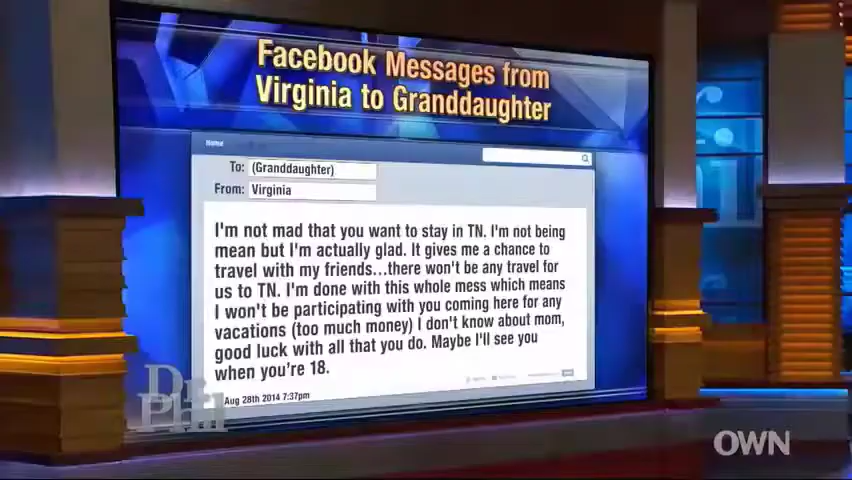 Facebook Messages from
Virginia to Granddaughter
Home
To: (Granddaughter)
From: Virginia
I'm not mad that you want to stay in TN. I'm not being
mean but I'm actually glad. It gives me a chance to
travel with my friends...there won't be any travel for
us to TN. I'm done with this whole mess which means
I won't be participating with you coming here for any
vacations (too much money) I don't know about mom,
good luck with all that you do. Maybe I'll see you
when you're 18.
Aug 28th 2014 7:37pm
Dr.
Phil
OWN